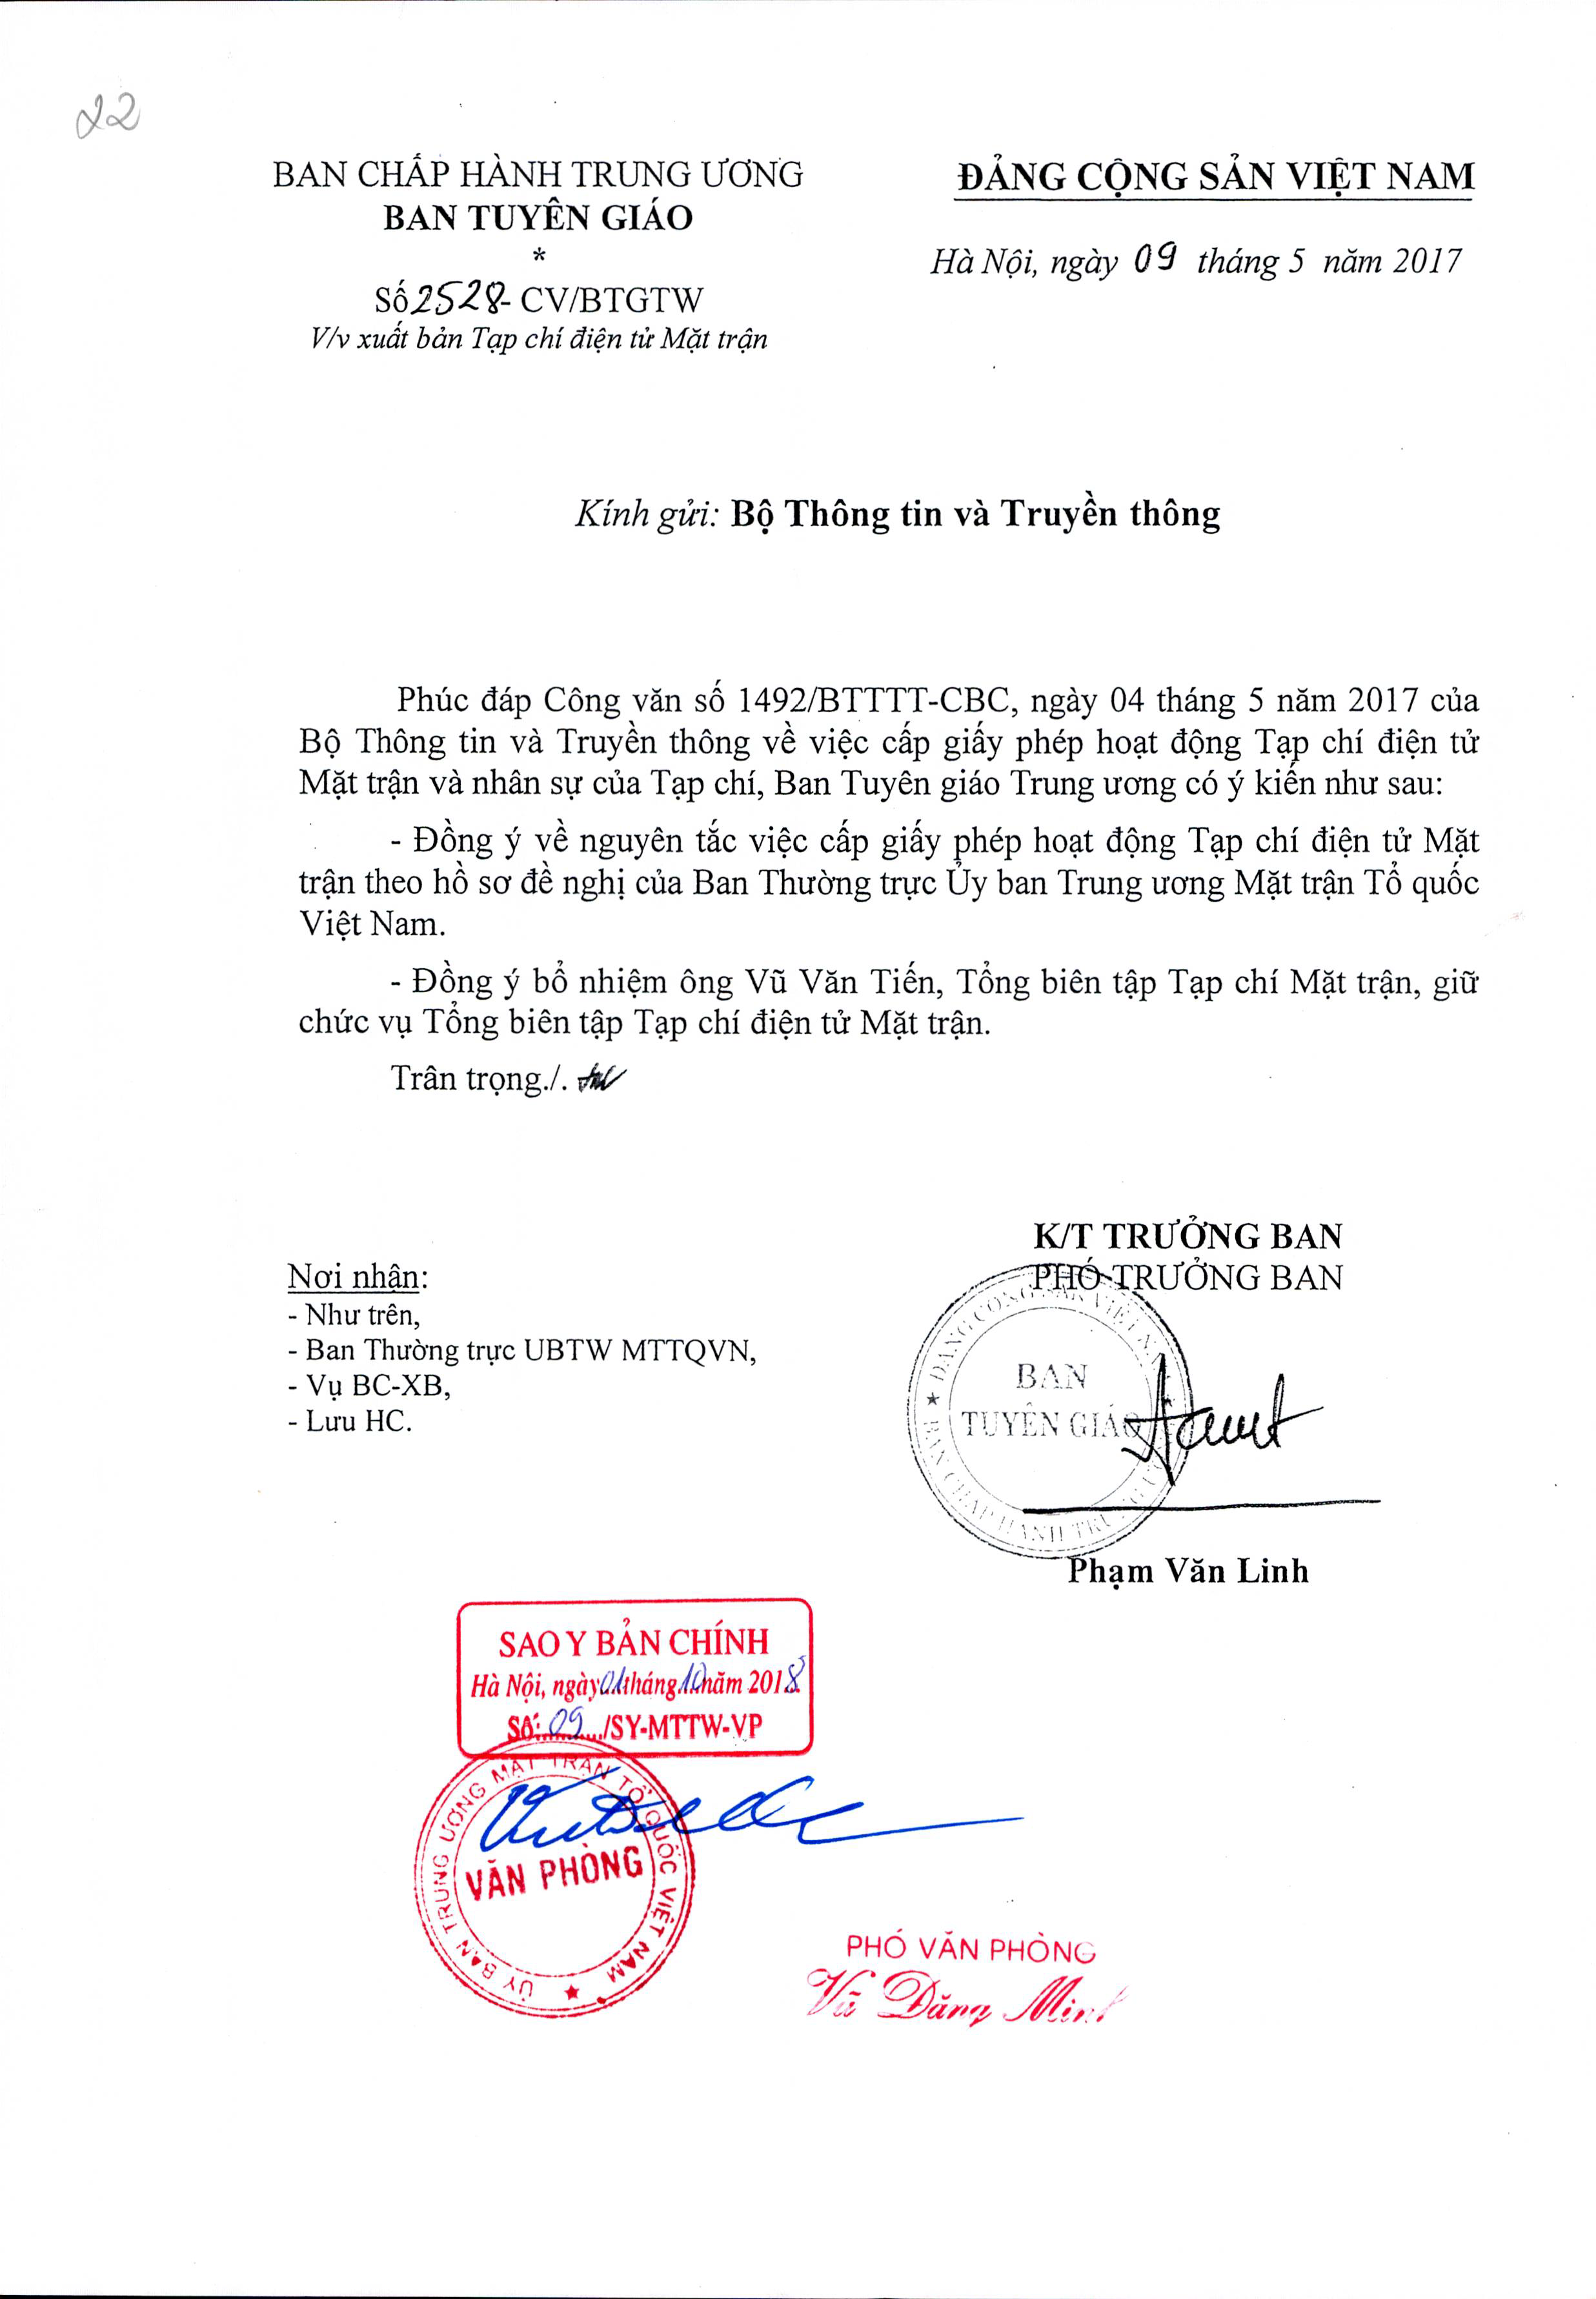 22
BAN CHẤP HÀNH TRUNG ƯƠNG
BAN TUYÊN GIÁO
*
Số 2528- CV/BTGTW
V/v xuất bản Tạp chí điện tử Mặt trận
ĐẢNG CỘNG SẢN VIỆT NAM
Hà Nội, ngày 09 tháng 5 năm 2017
Kính gửi: Bộ Thông tin và Truyền thông
Phúc đáp Công văn số 1492/BTTTT-CBC, ngày 04 tháng 5 năm 2017 của
Bộ Thông tin và Truyền thông về việc cấp giấy phép hoạt động Tạp chí điện tử
Mặt trận và nhân sự của Tạp chí, Ban Tuyên giáo Trung ương có ý kiến như sau:
- Đồng ý về nguyên tắc việc cấp giấy phép hoạt động Tạp chí điện tử Mặt
trận theo hồ sơ đề nghị của Ban Thường trực Ủy ban Trung ương Mặt trận Tổ quốc
Việt Nam.
- Đồng ý bổ nhiệm ông Vũ Văn Tiến, Tổng biên tập Tạp chí Mặt trận, giữ
chức vụ Tổng biên tập Tạp chí điện tử Mặt trận.
Trân trọng./.
Nơi nhận:
- Như trên,
- Ban Thường trực UBTW MTTQVN,
- Vụ BC-XB,
- Lưu HC.
K/T TRƯỞNG BAN
PHÓ TRƯỞNG BAN
ĐẢNG CỘNG SẢN VIỆT NAM
BAN
TUYÊN GIÁO
BAN CHẤP HÀNH TRUNG ƯƠNG
Phạm Văn Linh
SAO Y BẢN CHÍNH
Hà Nội, ngày 01 tháng 10 năm 2018
Số: 09 /SY-MTTW-VP
ỦY BAN TRUNG ƯƠNG MẶT TRẬN TỔ QUỐC VIỆT NAM
VĂN PHÒNG
PHÓ VĂN PHÒNG
Vũ Đăng Minh